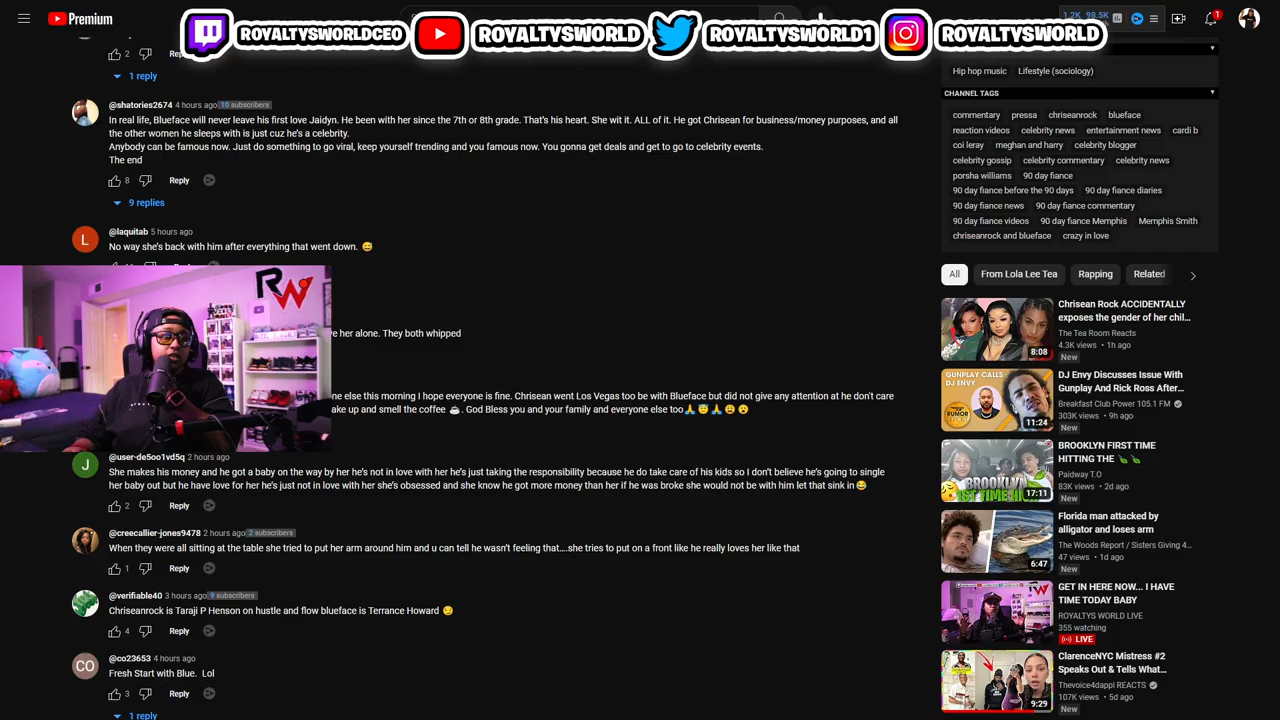 Premium
ROYALTYSWORLDCEO
ROYALTYSWORLD
ROYALTYSWORLD1
ROYALTYSWORLD
1.2K 98.5K
1
2
1 reply
@shatories2674 4 hours ago 10 subscribers
In real life, Blueface will never leave his first love Jaidyn. He been with her since the 7th or 8th grade. That's his heart. She wit it. ALL of it. He got Chrisean for business/money purposes, and all
the other women he sleeps with is just cuz he's a celebrity.
Anybody can be famous now. Just do something to go viral, keep yourself trending and you famous now. You gonna get deals and get to go to celebrity events.
The end
8 Reply
9 replies
L
@laquitab 5 hours ago
No way she's back with him after everything that went down. 😅
RW
e her alone. They both whipped
ne else this morning I hope everyone is fine. Chrisean went Los Vegas too be with Blueface but did not give any attention at he don't care
ake up and smell the coffee ☕. God Bless you and your family and everyone else too🙏😇🙏😩😮
J
@user-de5oo1vd5q 2 hours ago
She makes his money and he got a baby on the way by her he's not in love with her he's just taking the responsibility because he do take care of his kids so I don't believe he's going to single
her baby out but he have love for her he's just not in love with her she's obsessed and she know he got more money than her if he was broke she would not be with him let that sink in😂
2 Reply
@creecallier-jones9478 2 hours ago 2 subscribers
When they were all sitting at the table she tried to put her arm around him and u can tell he wasn't feeling that....she tries to put on a front like he really loves her like that
1 Reply
@verifiable40 3 hours ago 9 subscribers
Chriseanrock is Taraji P Henson on hustle and flow blueface is Terrance Howard 😏
4 Reply
CO
@co23653 4 hours ago
Fresh Start with Blue. Lol
3 Reply
1 reply
Hip hop music Lifestyle (sociology)
CHANNEL TAGS
commentary pressa chriseanrock blueface
reaction videos celebrity news entertainment news cardi b
coi leray meghan and harry celebrity blogger
celebrity gossip celebrity commentary celebrity news
porsha williams 90 day fiance
90 day fiance before the 90 days 90 day fiance diaries
90 day fiance news 90 day fiance commentary
90 day fiance videos 90 day fiance Memphis Memphis Smith
chriseanrock and blueface crazy in love
All From Lola Lee Tea Rapping Related
Chrisean Rock ACCIDENTALLY
exposes the gender of her chil...
The Tea Room Reacts
4.3K views • 1h ago
New
8:08
GUNPLAY CALLS
DJ ENVY
RUMOR
11:24
DJ Envy Discusses Issue With
Gunplay And Rick Ross After...
Breakfast Club Power 105.1 FM
303K views • 9h ago
New
BROOKLYN
1ST TIME HIGH
17:11
BROOKLYN FIRST TIME
HITTING THE
Paidway T.O
83K views • 2d ago
New
6:47
Florida man attacked by
alligator and loses arm
The Woods Report / Sisters Giving 4...
47 views • 1d ago
New
GET IN HERE NOW... I HAVE
TIME TODAY BABY
ROYALTYS WORLD LIVE
355 watching
LIVE
9:29
ClarenceNYC Mistress #2
Speaks Out & Tells What...
Thevoice4dappl REACTS
107K views • 5d ago
New